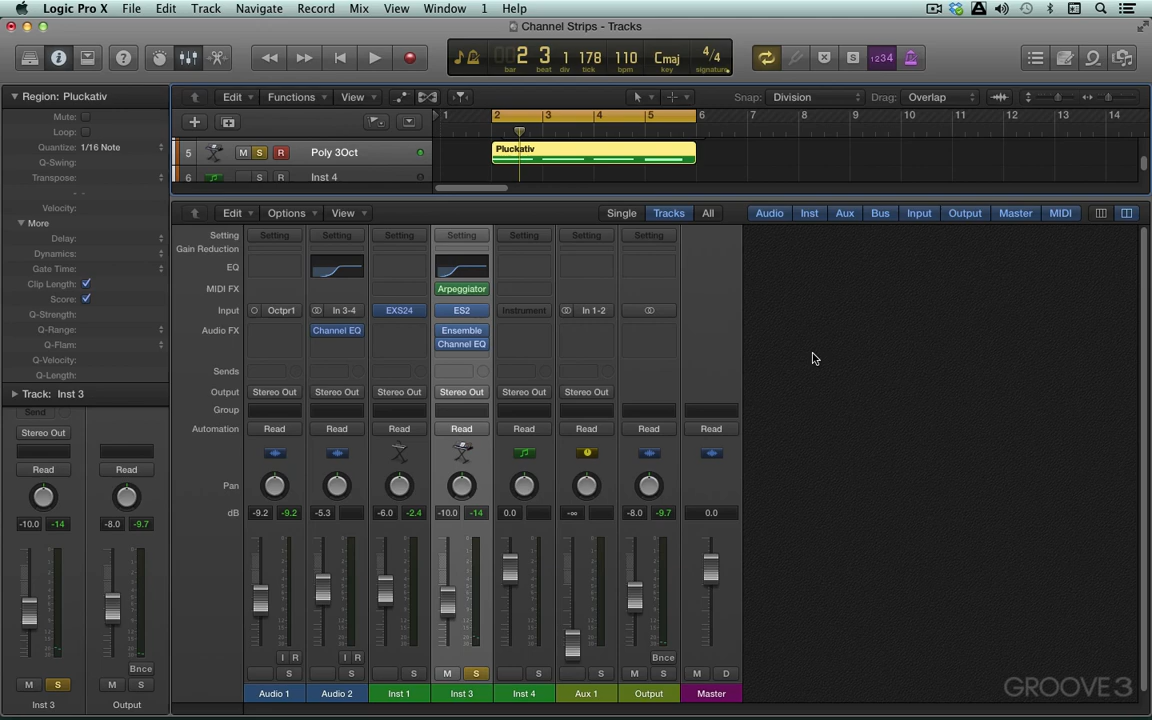 Logic Pro X File Edit Track Navigate Record Mix View Window 1 Help
Channel Strips - Tracks
2 3 1 178 110 Cmaj 4/4
bar beat div tick bpm key signature
1234
Region: Pluckativ
Mute:
Loop:
Quantize: 1/16 Note
Q-Swing:
Transpose:
Velocity:
More
Delay:
Dynamics:
Gate Time:
Clip Length:
Score:
Q-Strength:
Q-Range:
Q-Flam:
Q-Velocity:
Q-Length:
Track: Inst 3
Send
Stereo Out
Read Read
-10.0 -14 -8.0 -9.7
Bnce
M S M S
Inst 3 Output
Edit Functions View Snap: Division Drag: Overlap
1 2 3 4 5 6 7 8 9 10 11 12 13 14
5 M S R Poly 3Oct
Pluckativ
6 S R Inst 4
Edit Options View Single Tracks All Audio Inst Aux Bus Input Output Master MIDI
Setting Setting Setting Setting Setting Setting Setting Setting
Gain Reduction
EQ
MIDI FX Arpeggiator
Input Octpr1 In 3-4 EXS24 ES2 Instrument In 1-2
Audio FX Channel EQ Ensemble
Channel EQ
Sends
Output Stereo Out Stereo Out Stereo Out Stereo Out Stereo Out Stereo Out
Group
Automation Read Read Read Read Read Read Read Read
Pan
dB -9.2 -9.2 -5.3 -6.0 -2.4 -10.0 -14 0.0 -∞ -8.0 -9.7 0.0
I R I R Bnce
S S S M S S S M S M D
Audio 1 Audio 2 Inst 1 Inst 3 Inst 4 Aux 1 Output Master
GROOVE3